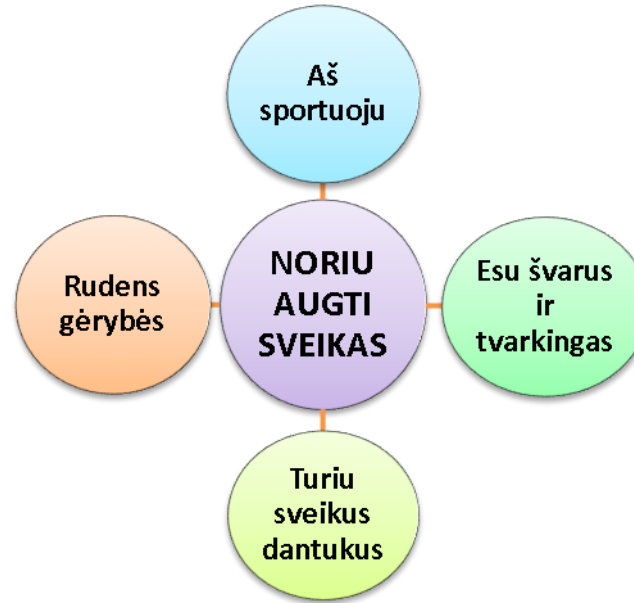 Aš
sportuoju
Rudens
gėrybės
NORIU
AUGTI
SVEIKAS
Esu švarus
ir
tvarkingas
Turiu
sveikus
dantukus